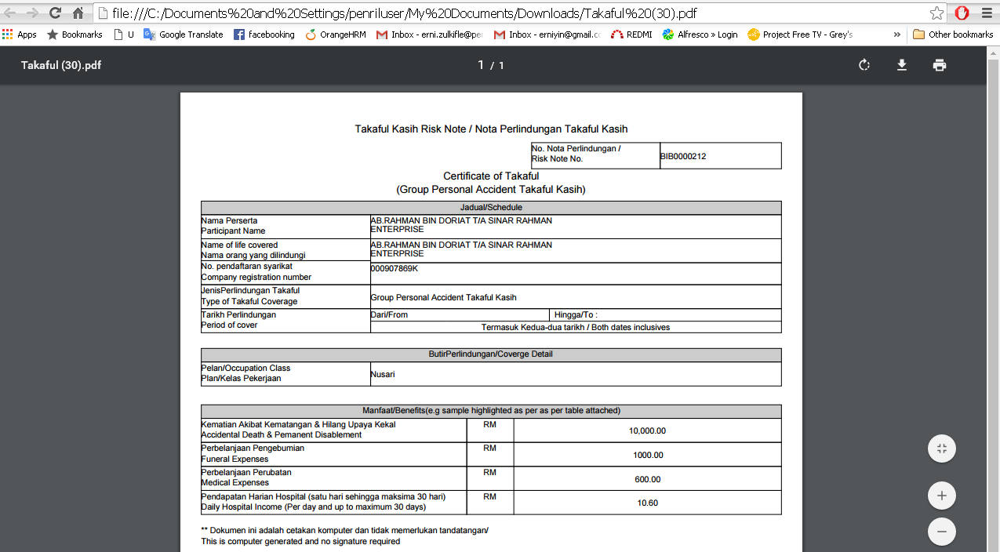 file:///C:/Documents%20and%20Settings/penriluser/My%20Documents/Downloads/Takaful%20(30).pdf
Apps Bookmarks U Google Translate facebooking OrangeHRM Inbox - erni.zulkifle@pe Inbox - erniyin@gmail.co REDMI Alfresco » Login Project Free TV - Grey's » Other bookmarks
Takaful (30).pdf 1 / 1
Takaful Kasih Risk Note / Nota Perlindungan Takaful Kasih
No. Nota Perlindungan /
Risk Note No.
BIB0000212
Certificate of Takaful
(Group Personal Accident Takaful Kasih)
Jadual/Schedule
Nama Perserta
Participant Name
AB.RAHMAN BIN DORIAT T/A SINAR RAHMAN
ENTERPRISE
Name of life covered
Nama orang yang dilindungi
AB.RAHMAN BIN DORIAT T/A SINAR RAHMAN
ENTERPRISE
No. pendaftaran syarikat
Company registration number
000907869K
JenisPerlindungan Takaful
Type of Takaful Coverage
Group Personal Accident Takaful Kasih
Tarikh Perlindungan
Period of cover
Dari/From Hingga/To :
Termasuk Kedua-dua tarikh / Both dates inclusives
ButirPerlindungan/Coverge Detail
Pelan/Occupation Class
Plan/Kelas Pekerjaan
Nusari
Manfaat/Benefits(e.g sample highlighted as per as per table attached)
Kematian Akibat Kematangan & Hilang Upaya Kekal
Accidental Death & Pemanent Disablement
RM 10,000.00
Perbelanjaan Pengebumian
Funeral Expenses
RM 1000.00
Perbelanjaan Perubatan
Medical Expenses
RM 600.00
Pendapatan Harian Hospital (satu hari sehingga maksima 30 hari)
Daily Hospital Income (Per day and up to maximum 30 days)
RM 10.60
** Dokumen ini adalah cetakan komputer dan tidak memerlukan tandatangan/
This is computer generated and no signature required